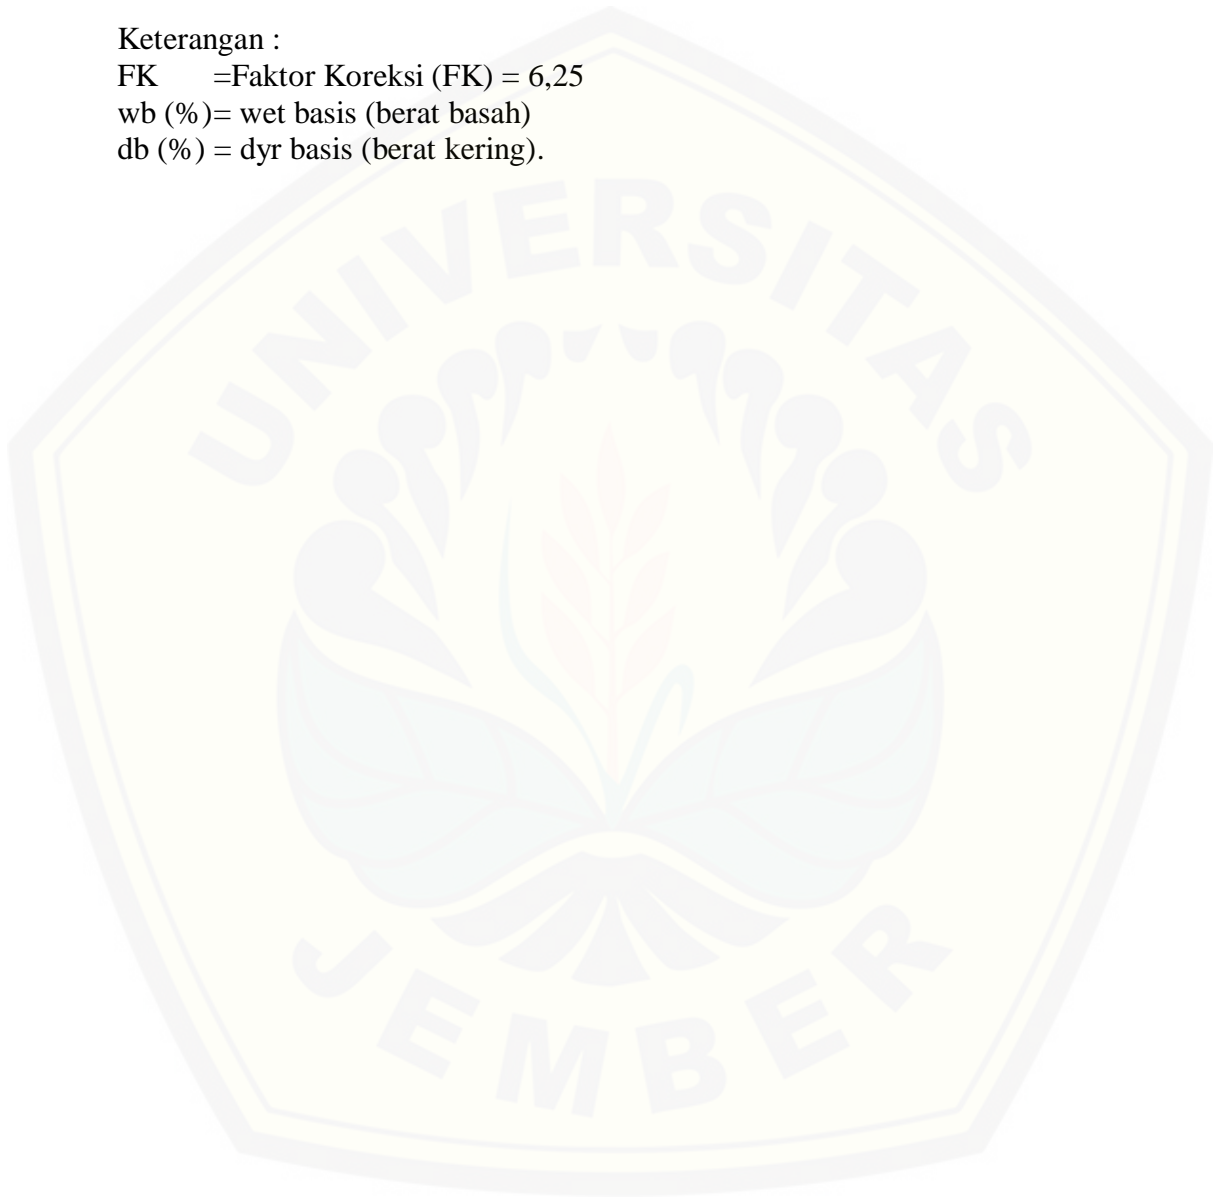 Keterangan :
FK =Faktor Koreksi (FK) = 6,25
wb (%)= wet basis (berat basah)
db (%) = dyr basis (berat kering).
UNIVERSITAS
JEMBER